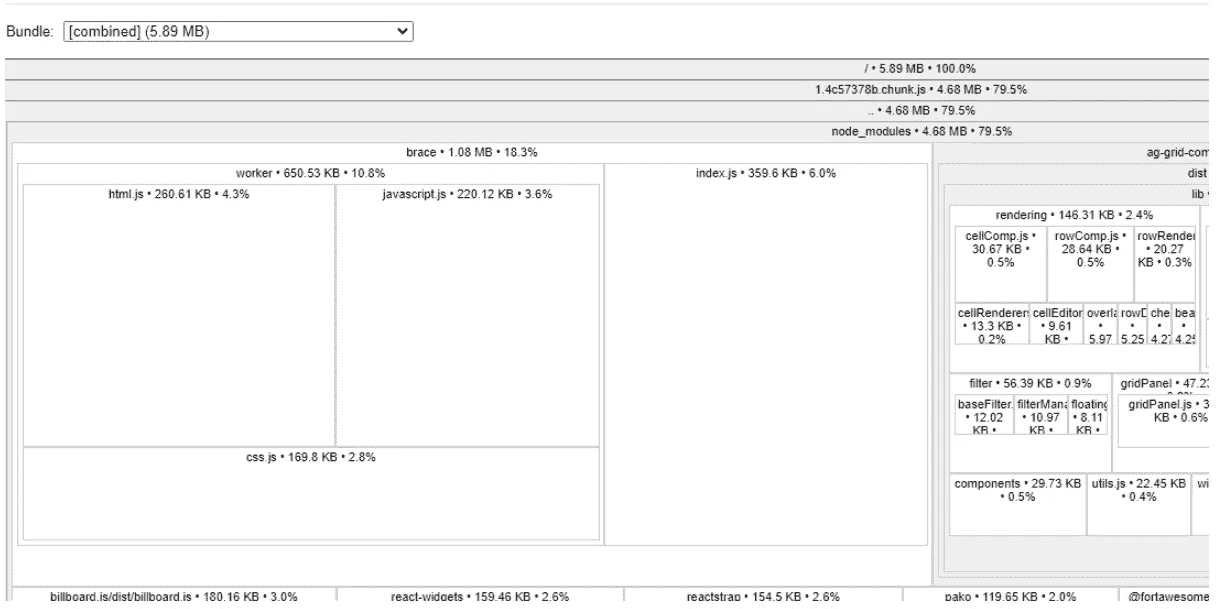 Bundle: [combined] (5.89 MB)
/ • 5.89 MB • 100.0%
1.4c57378b.chunk.js • 4.68 MB • 79.5%
.. • 4.68 MB • 79.5%
node_modules • 4.68 MB • 79.5%
brace • 1.08 MB • 18.3%
ag-grid-com
worker • 650.53 KB • 10.8%
index.js • 359.6 KB • 6.0%
dist
html.js • 260.61 KB • 4.3%
javascript.js • 220.12 KB • 3.6%
lib •
rendering • 146.31 KB • 2.4%
cellComp.js •
30.67 KB •
0.5%
rowComp.js •
28.64 KB •
0.5%
rowRender
• 20.27
KB • 0.3%
cellRenderer
• 13.3 KB •
0.2%
cellEditor
• 9.61
KB •
overla
•
5.97
rowD
•
5.25
che
•
4.27
bea
•
4.25
filter • 56.39 KB • 0.9%
gridPanel • 47.23
baseFilter.
• 12.02
KB •
filterMana
• 10.97
KB •
floating
• 8.11
KB •
gridPanel.js • 3
KB • 0.6%
css.js • 169.8 KB • 2.8%
components • 29.73 KB
• 0.5%
utils.js • 22.45 KB
• 0.4%
wi
billboard.js/dist/billboard.js • 180.16 KB • 3.0%
react-widgets • 159.46 KB • 2.6%
reactstrap • 154.5 KB • 2.6%
pako • 119.65 KB • 2.0%
@fortawesome